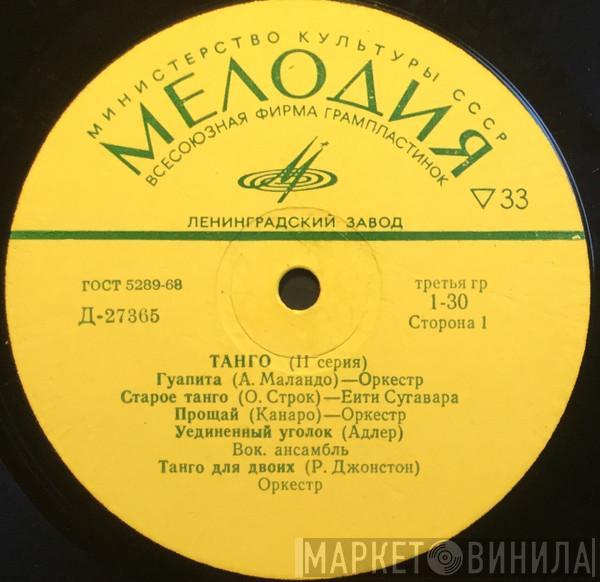 МИНИСТЕРСТВО КУЛЬТУРЫ СССР
МЕЛОДИЯ
ВСЕСОЮЗНАЯ ФИРМА ГРАМПЛАСТИНОК
▽33
ЛЕНИНГРАДСКИЙ ЗАВОД
ГОСТ 5289-68
третья гр
Д-27365
1-30
Сторона 1
ТАНГО (11 серия)
Гуапита (А. Маландо)—Оркестр
Старое танго (О. Строк)—Еити Сугавара
Прощай (Канаро)—Оркестр
Уединенный уголок (Адлер)
Вок. ансамбль
Танго для двоих (Р. Джонстон)
Оркестр
МАРКЕТ ВИНИЛА